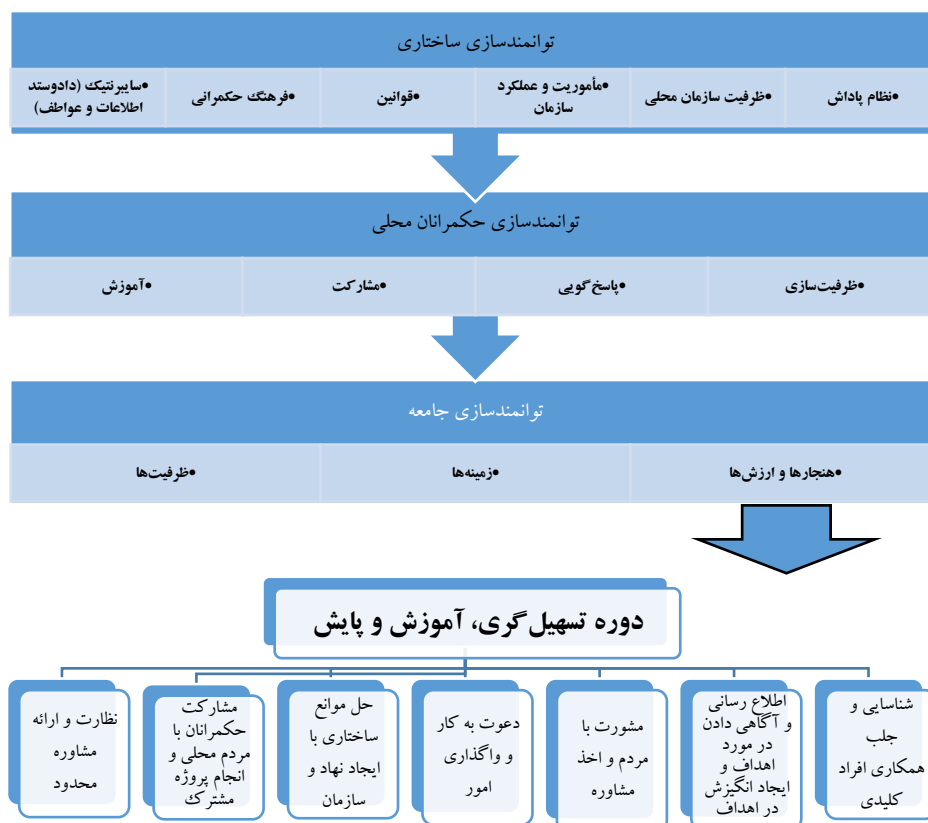 توانمندسازی ساختاری
•نظام پاداش
•ظرفیت سازمان محلی
•مأموریت و عملکرد
سازمان
•قوانین
•فرهنگ حکمرانی
•سایبرنتیک (دادوستد
اطلاعات و عواطف)
توانمندسازی حکمرانان محلی
•ظرفیت‌سازی
•پاسخ‌گویی
•مشارکت
•آموزش
توانمندسازی جامعه
•هنجارها و ارزش‌ها
•زمینه‌ها
•ظرفیت‌ها
دوره تسهیل‌گری، آموزش و پایش
شناسایی و
جلب
همکاری افراد
کلیدی
اطلاع رسانی
و آگاهی دادن
در مورد
اهداف و
ایجاد انگیزش
در اهداف
مشورت با
مردم و اخذ
مشاوره
دعوت به کار
و واگذاری
امور
حل موانع
ساختاری با
ایجاد نهاد و
سازمان
مشارکت
حکمرانان با
مردم محلی و
انجام پروژه
مشترک
نظارت و ارائه
مشاوره
محدود